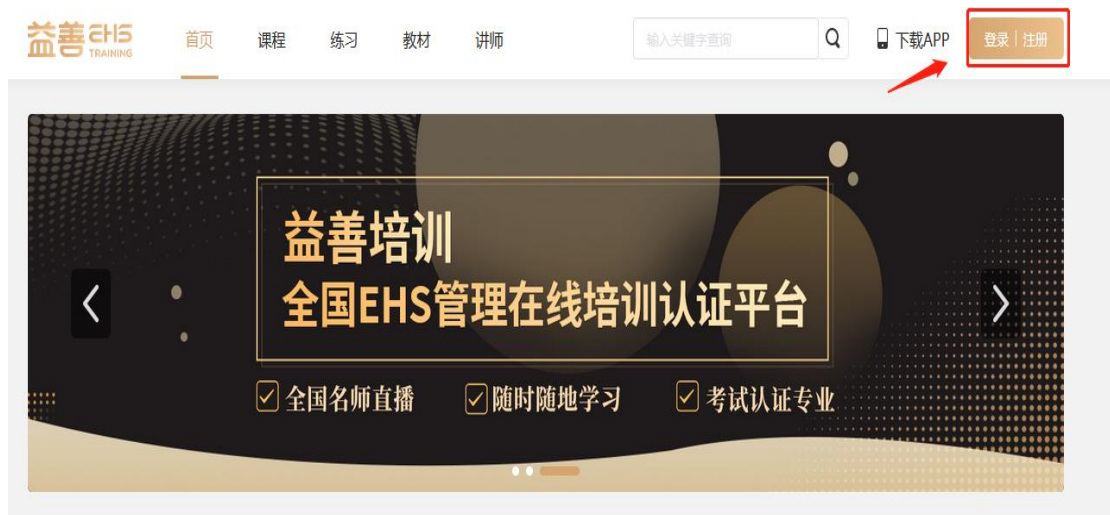 益善 EHS TRAINING
首页 课程 练习 教材 讲师 输入关键字查询 下载APP 登录 | 注册
益善培训
全国EHS管理在线培训认证平台
全国名师直播 随时随地学习 考试认证专业